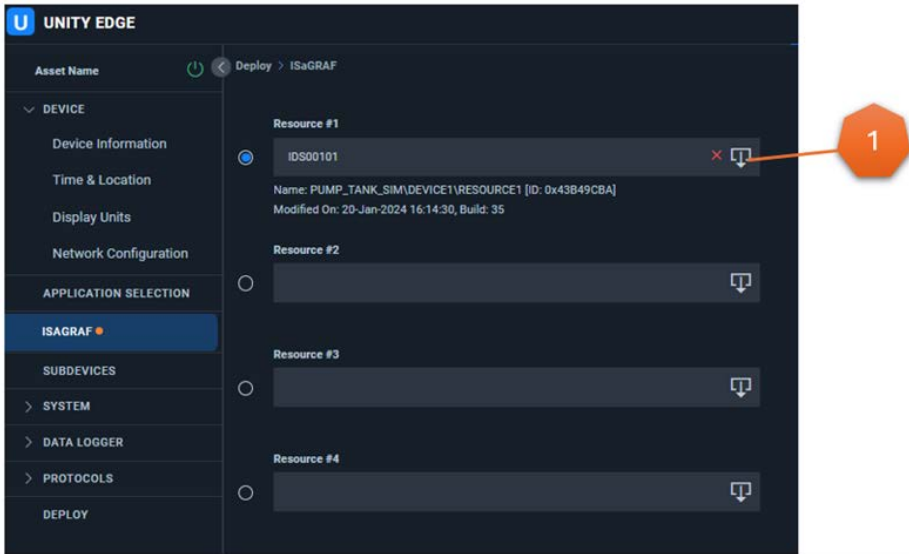 U UNITY EDGE
Asset Name
Deploy > ISaGRAF
DEVICE
Device Information
Time & Location
Display Units
Network Configuration
APPLICATION SELECTION
ISAGRAF
SUBDEVICES
SYSTEM
DATA LOGGER
PROTOCOLS
DEPLOY
Resource #1
IDS00101
Name: PUMP_TANK_SIM\DEVICE1\RESOURCE1 [ID: 0x43B49CBA]
Modified On: 20-Jan-2024 16:14:30, Build: 35
Resource #2
Resource #3
Resource #4
1